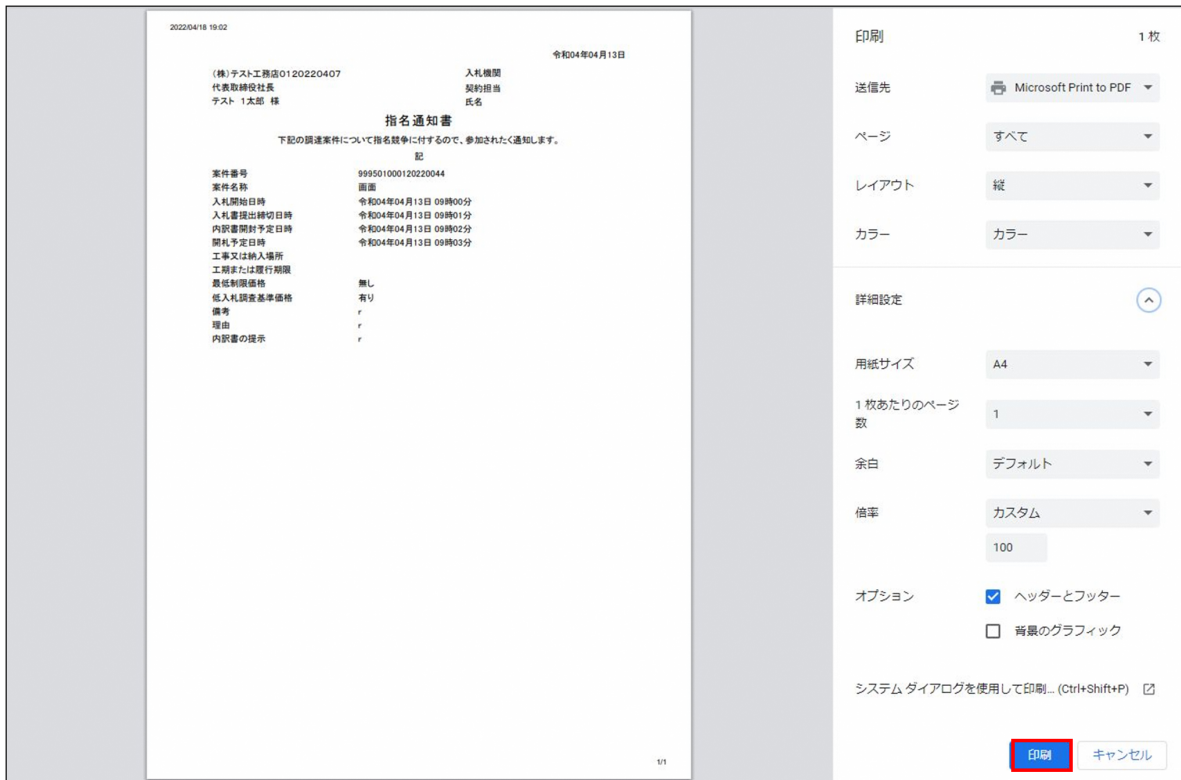 2022/04/18 19:02
令和04年04月13日
(株)テスト工務店0120220407
代表取締役社長
テスト 1太郎 様
入札機関
契約担当
氏名
指名通知書
下記の調達案件について指名競争に付するので、参加されたく通知します。
記
案件番号 999501000120220044
案件名称 画面
入札開始日時 令和04年04月13日 09時00分
入札書提出締切日時 令和04年04月13日 09時01分
内訳書開封予定日時 令和04年04月13日 09時02分
開札予定日時 令和04年04月13日 09時03分
工事又は納入場所
工期または履行期限
最低制限価格 無し
低入札調査基準価格 有り
備考 r
理由 r
内訳書の提示 r
1/1
印刷 1 枚
送信先 Microsoft Print to PDF
ページ すべて
レイアウト 縦
カラー カラー
詳細設定
用紙サイズ A4
1 枚あたりのページ
数 1
余白 デフォルト
倍率 カスタム
100
オプション ヘッダーとフッター
背景のグラフィック
システム ダイアログを使用して印刷... (Ctrl+Shift+P)
印刷 キャンセル